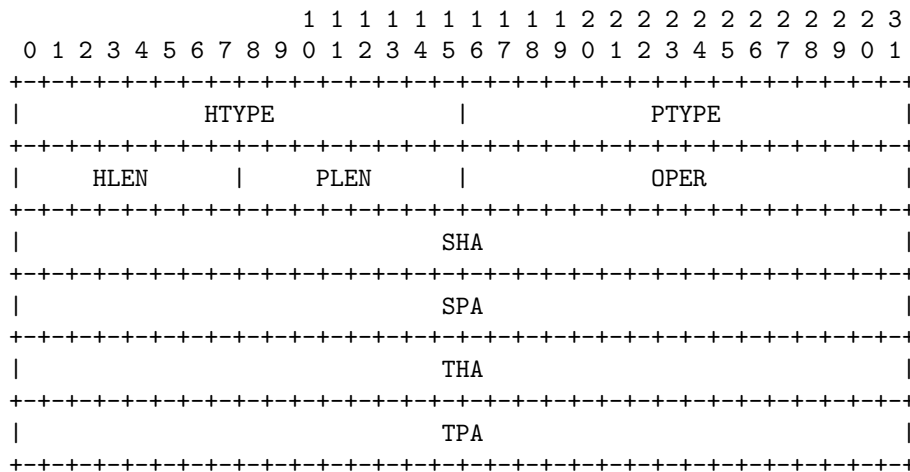 1 1 1 1 1 1 1 1 1 1 2 2 2 2 2 2 2 2 2 2 3
0 1 2 3 4 5 6 7 8 9 0 1 2 3 4 5 6 7 8 9 0 1 2 3 4 5 6 7 8 9 0 1
+-+-+-+-+-+-+-+-+-+-+-+-+-+-+-+-+-+-+-+-+-+-+-+-+-+-+-+-+-+-+-+-+
| HTYPE | PTYPE |
+-+-+-+-+-+-+-+-+-+-+-+-+-+-+-+-+-+-+-+-+-+-+-+-+-+-+-+-+-+-+-+-+
| HLEN | PLEN | OPER |
+-+-+-+-+-+-+-+-+-+-+-+-+-+-+-+-+-+-+-+-+-+-+-+-+-+-+-+-+-+-+-+-+
| SHA |
+-+-+-+-+-+-+-+-+-+-+-+-+-+-+-+-+-+-+-+-+-+-+-+-+-+-+-+-+-+-+-+-+
| SPA |
+-+-+-+-+-+-+-+-+-+-+-+-+-+-+-+-+-+-+-+-+-+-+-+-+-+-+-+-+-+-+-+-+
| THA |
+-+-+-+-+-+-+-+-+-+-+-+-+-+-+-+-+-+-+-+-+-+-+-+-+-+-+-+-+-+-+-+-+
| TPA |
+-+-+-+-+-+-+-+-+-+-+-+-+-+-+-+-+-+-+-+-+-+-+-+-+-+-+-+-+-+-+-+-+